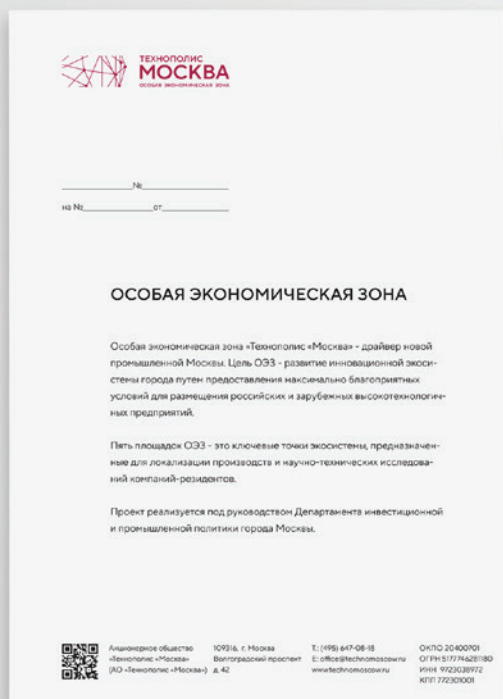 ТЕХНОПОЛИС
МОСКВА
ОСОБАЯ ЭКОНОМИЧЕСКАЯ ЗОНА
____________№____________
на №____________от____________
ОСОБАЯ ЭКОНОМИЧЕСКАЯ ЗОНА
Особая экономическая зона «Технополис «Москва» - драйвер новой
промышленной Москвы. Цель ОЭЗ - развитие инновационной экоси-
стемы города путем предоставления максимально благоприятных
условий для размещения российских и зарубежных высокотехнологич-
ных предприятий.
Пять площадок ОЭЗ - это ключевые точки экосистемы, предназначен-
ные для локализации производств и научно-технических исследова-
ний компаний-резидентов.
Проект реализуется под руководством Департамента инвестиционной
и промышленной политики города Москвы.
Акционерное общество
«Технополис «Москва»
(АО «Технополис «Москва»)
109316, г. Москва
Волгоградский проспект
д. 42
Т.: (495) 647-08-18
E: office@technomoscow.ru
www.technomoscow.ru
ОКПО 20400701
ОГРН 5177746281180
ИНН 9723038972
КПП 772301001